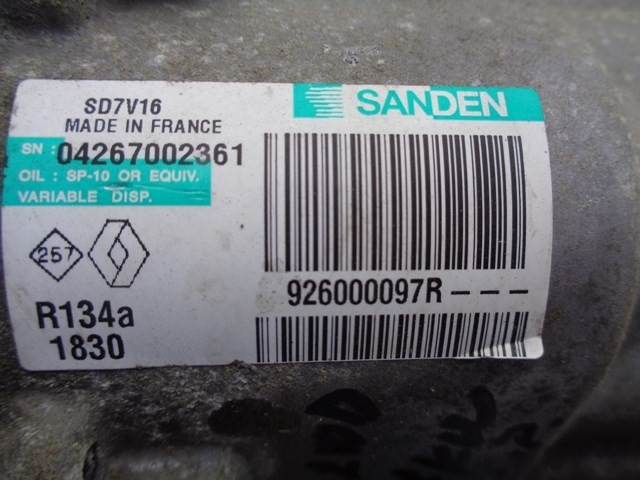 SANDEN
SD7V16
MADE IN FRANCE
SN : 04267002361
OIL : SP-10 OR EQUIV.
VARIABLE DISP.
257
926000097R---
R134a
1830